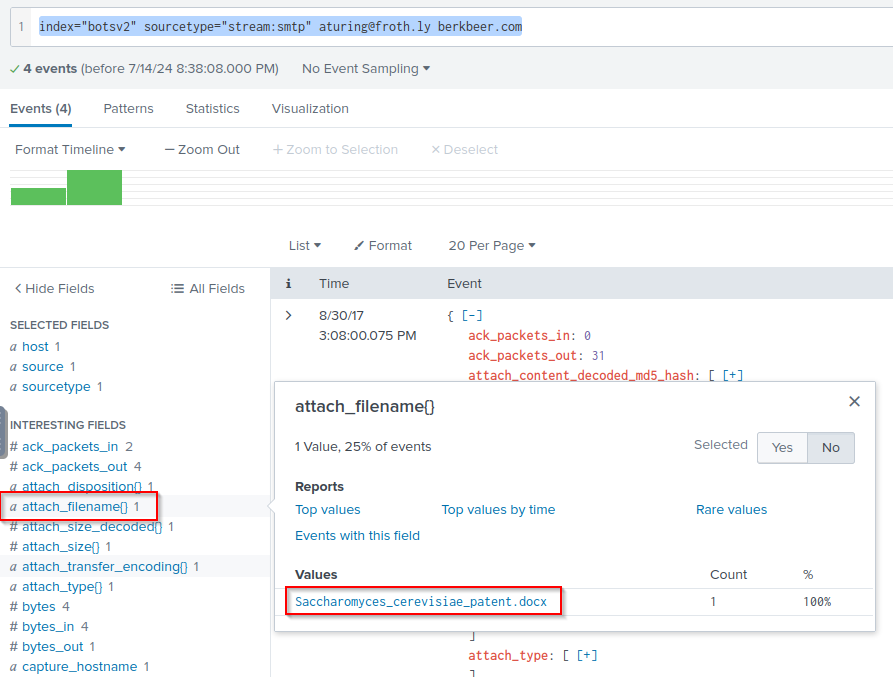 1 index="botsv2" sourcetype="stream:smtp" aturing@froth.ly berkbeer.com
4 events (before 7/14/24 8:38:08.000 PM) No Event Sampling
Events (4) Patterns Statistics Visualization
Format Timeline — Zoom Out + Zoom to Selection × Deselect
List Format 20 Per Page
Hide Fields All Fields
SELECTED FIELDS
a host 1
a source 1
a sourcetype 1
INTERESTING FIELDS
# ack_packets_in 2
# ack_packets_out 4
a attach_disposition{} 1
a attach_filename{} 1
# attach_size_decoded{} 1
# attach_size{} 1
a attach_transfer_encoding{} 1
a attach_type{} 1
# bytes 4
# bytes_in 4
# bytes_out 1
a capture_hostname 1
i Time Event
> 8/30/17 { [-]
3:08:00.075 PM ack_packets_in: 0
ack_packets_out: 31
attach_content_decoded_md5_hash: [ [+]
attach_filename{} ×
1 Value, 25% of events Selected Yes No
Reports
Top values Top values by time Rare values
Events with this field
Values Count %
Saccharomyces_cerevisiae_patent.docx 1 100%
]
attach_type: [ [+]
]